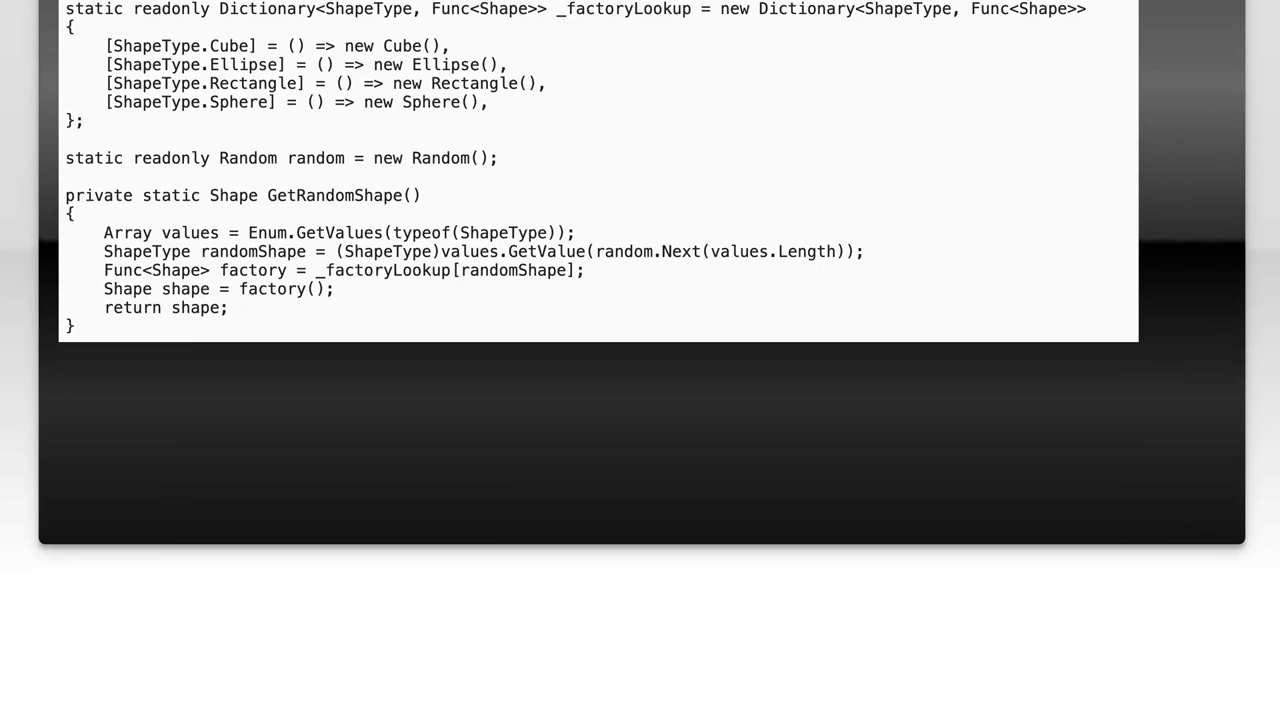 static readonly Dictionary<ShapeType, Func<Shape>> _factoryLookup = new Dictionary<ShapeType, Func<Shape>>
{
    [ShapeType.Cube] = () => new Cube(),
    [ShapeType.Ellipse] = () => new Ellipse(),
    [ShapeType.Rectangle] = () => new Rectangle(),
    [ShapeType.Sphere] = () => new Sphere(),
};

static readonly Random random = new Random();

private static Shape GetRandomShape()
{
    Array values = Enum.GetValues(typeof(ShapeType));
    ShapeType randomShape = (ShapeType)values.GetValue(random.Next(values.Length));
    Func<Shape> factory = _factoryLookup[randomShape];
    Shape shape = factory();
    return shape;
}